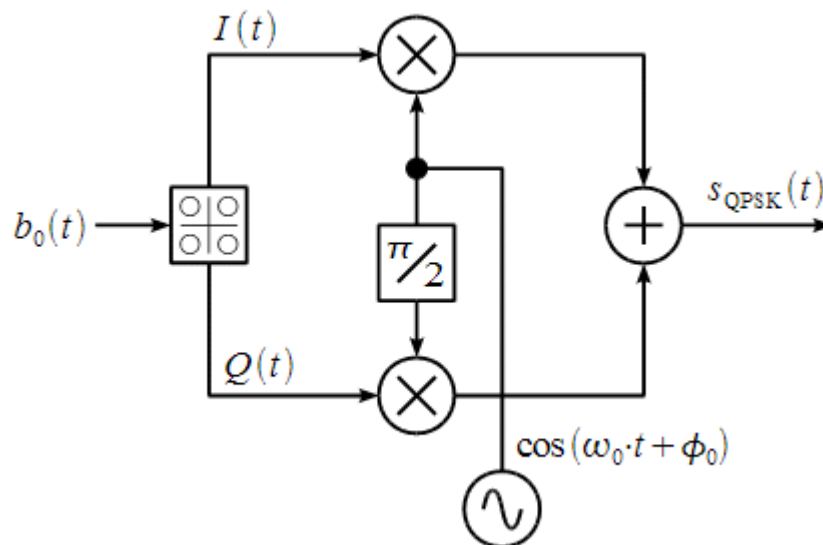 I(t)
b₀(t)
s_QPSK(t)
π/2
Q(t)
cos(ω₀·t+ϕ₀)